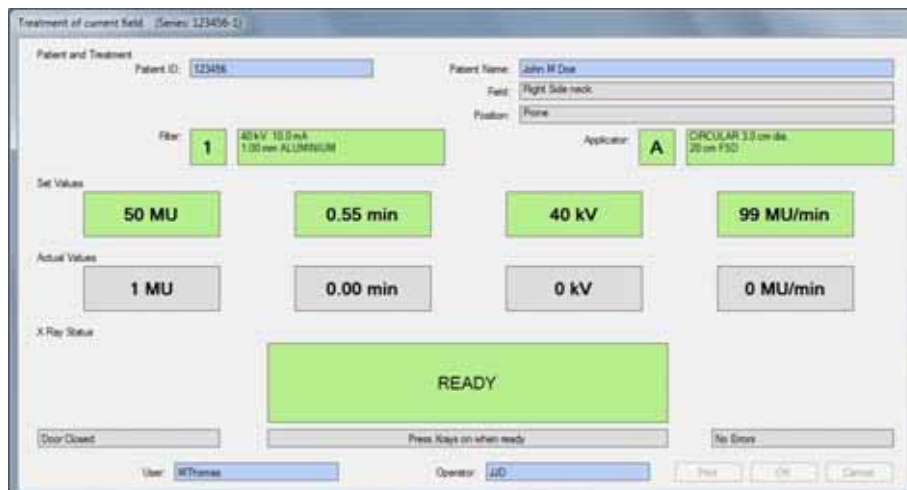 Treatment of current field. (Series: 123456-1)
Patient and Treatment
Patient ID: 123456 Patient Name: John M Doe
Field: Right Side neck
Position: Prone
Filter: 1 40 kV 10.0 mA Applicator: A CIRCULAR 3.0 cm dia.
1.00 mm ALUMINIUM 20 cm FSD
Set Values
50 MU 0.55 min 40 kV 99 MU/min
Actual Values
1 MU 0.00 min 0 kV 0 MU/min
X Ray Status
READY
Door Closed Press Xrays on when ready No Errors
User: MThomas Operator: JJD Print OK Cancel